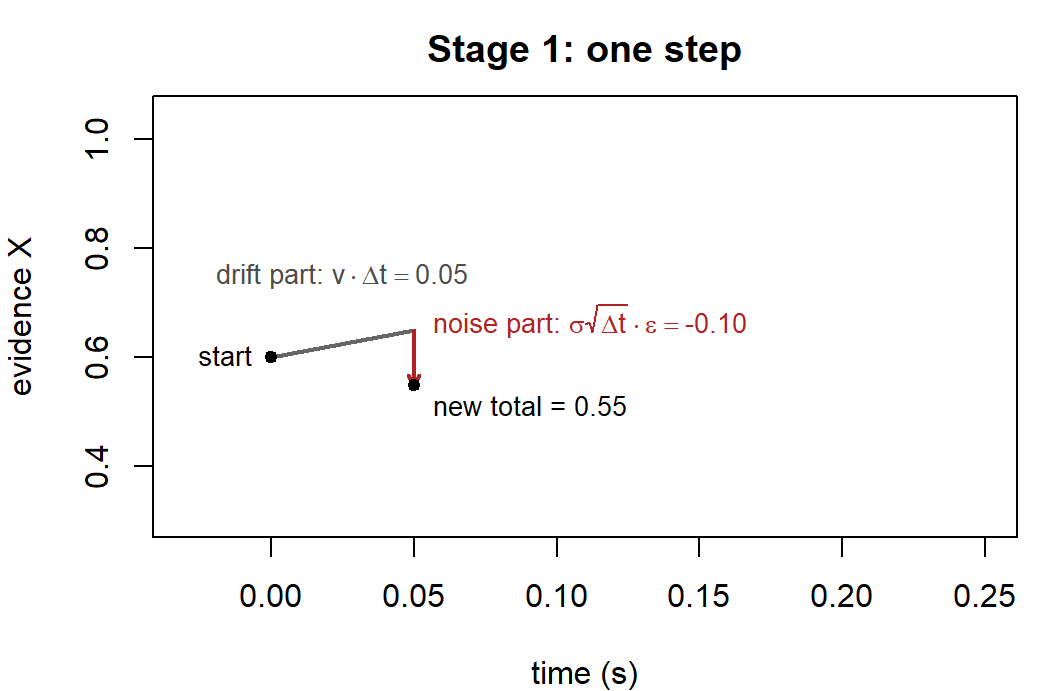 Stage 1: one step
evidence X
1.0
0.8
0.6
0.4
drift part: v · Δt = 0.05
noise part: σ√Δt · ε = -0.10
start
new total = 0.55
0.00 0.05 0.10 0.15 0.20 0.25
time (s)